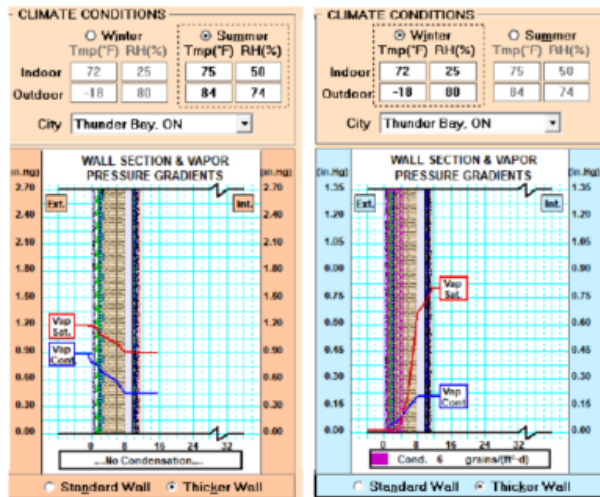 CLIMATE CONDITIONS
Winter Summer
Tmp(°F) RH(%) Tmp(°F) RH(%)
Indoor 72 25 75 50
Outdoor -18 80 84 74
City Thunder Bay, ON
(in.Hg) WALL SECTION & VAPOR PRESSURE GRADIENTS (in.Hg)
2.70 2.70
Ext. Int.
2.40 2.40
2.10 2.10
1.80 1.80
1.50 1.50
Vap Sat.
1.20 1.20
Vap Cont.
0.90 0.90
0.60 0.60
0.30 0.30
0.00 0.00
0 8 16 24 32
....No Condensation....
Standard Wall Thicker Wall
CLIMATE CONDITIONS
Winter Summer
Tmp(°F) RH(%) Tmp(°F) RH(%)
Indoor 72 25 75 50
Outdoor -18 80 84 74
City Thunder Bay, ON
(in.Hg) WALL SECTION & VAPOR PRESSURE GRADIENTS (in.Hg)
1.35 1.35
Ext. Int.
1.20 1.20
1.05 1.05
0.90 0.90
Vap Sat.
0.75 0.75
0.60 0.60
0.45 0.45
0.30 0.30
Vap Cont
0.15 0.15
0.00 0.00
0 8 16 24 32
Cond. 6 grains/(ft²-d)
Standard Wall Thicker Wall